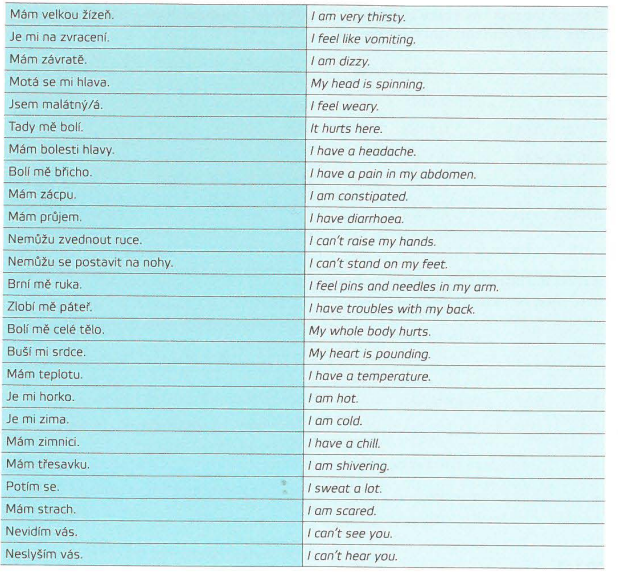 Mám velkou žízeň. I am very thirsty.
Je mi na zvracení. I feel like vomiting.
Mám závratě. I am dizzy.
Motá se mi hlava. My head is spinning.
Jsem malátný/á. I feel weary.
Tady mě bolí. It hurts here.
Mám bolesti hlavy. I have a headache.
Bolí mě břicho. I have a pain in my abdomen.
Mám zácpu. I am constipated.
Mám průjem. I have diarrhoea.
Nemůžu zvednout ruce. I can't raise my hands.
Nemůžu se postavit na nohy. I can't stand on my feet.
Brní mě ruka. I feel pins and needles in my arm.
Zlobí mě páteř. I have troubles with my back.
Bolí mě celé tělo. My whole body hurts.
Buší mi srdce. My heart is pounding.
Mám teplotu. I have a temperature.
Je mi horko. I am hot.
Je mi zima. I am cold.
Mám zimnici. I have a chill.
Mám třesavku. I am shivering.
Potím se. I sweat a lot.
Mám strach. I am scared.
Nevidím vás. I can't see you.
Neslyším vás. I can't hear you.